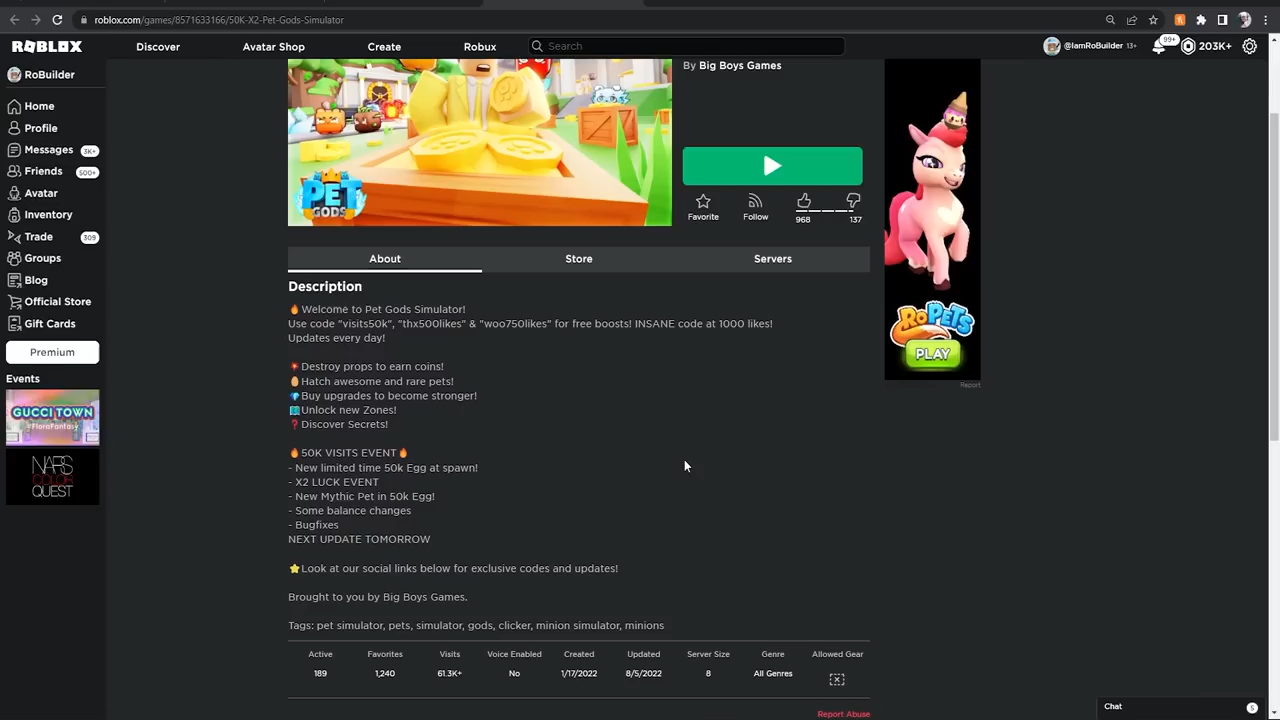 roblox.com/games/8571633166/50K-X2-Pet-Gods-Simulator
ROBLOX
Discover
Avatar Shop
Create
Robux
Search
@IamRoBuilder 13+
99+
203K+
RoBuilder
Home
Profile
Messages 3K+
Friends 500+
Avatar
Inventory
Trade 309
Groups
Blog
Official Store
Gift Cards
Premium
Events
GUCCI TOWN
#FloraFantasy
NARS
COLOR
QUEST
PET
GODS
By Big Boys Games
Favorite
Follow
968
137
About
Store
Servers
Description
🔥Welcome to Pet Gods Simulator!
Use code "visits50k", "thx500likes" & "woo750likes" for free boosts! INSANE code at 1000 likes!
Updates every day!
💥Destroy props to earn coins!
🥚Hatch awesome and rare pets!
💎Buy upgrades to become stronger!
🗺️Unlock new Zones!
❓Discover Secrets!
🔥50K VISITS EVENT🔥
- New limited time 50k Egg at spawn!
- X2 LUCK EVENT
- New Mythic Pet in 50k Egg!
- Some balance changes
- Bugfixes
NEXT UPDATE TOMORROW
⭐Look at our social links below for exclusive codes and updates!
Brought to you by Big Boys Games.
Tags: pet simulator, pets, simulator, gods, clicker, minion simulator, minions
Active
Favorites
Visits
Voice Enabled
Created
Updated
Server Size
Genre
Allowed Gear
189
1,240
61.3K+
No
1/17/2022
8/5/2022
8
All Genres
Report Abuse
ROPETS
PLAY
Report
Chat
5